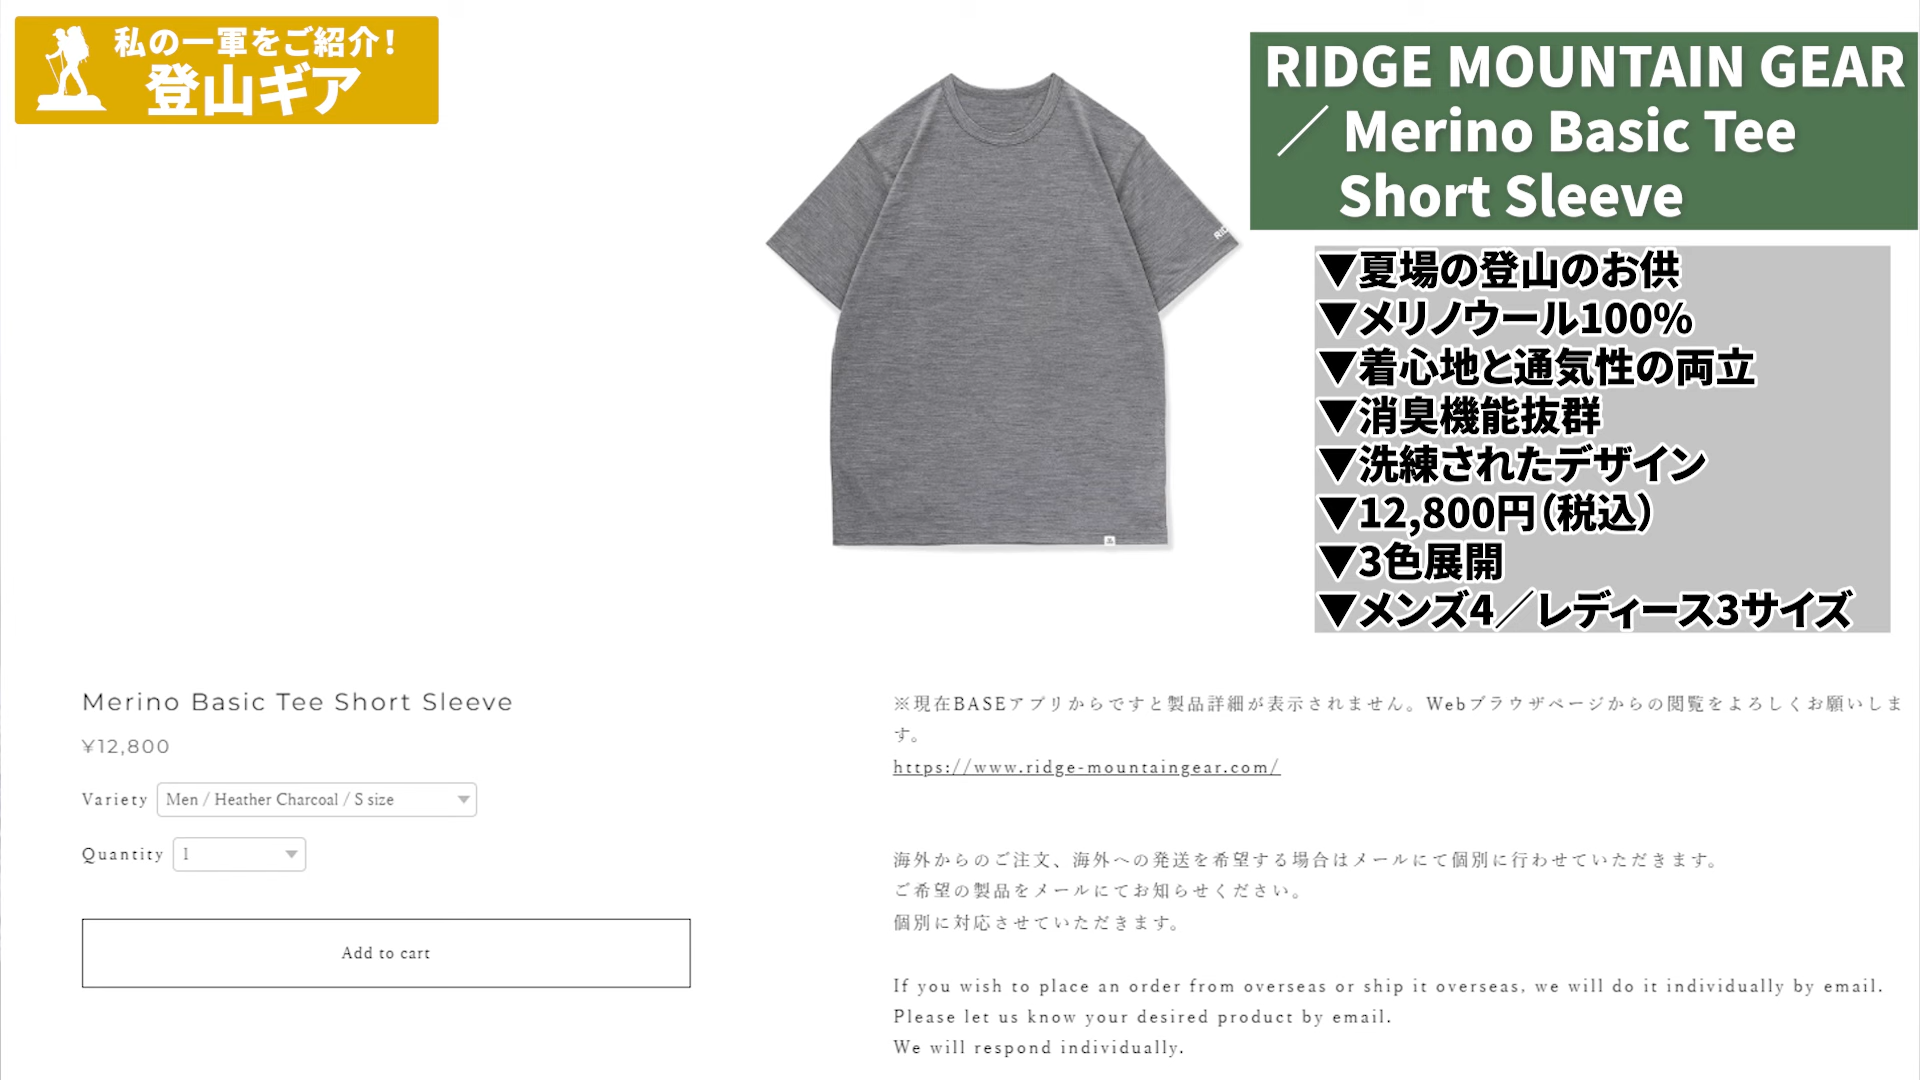 私の一軍をご紹介！
登山ギア
RIDGE MOUNTAIN GEAR
／Merino Basic Tee
Short Sleeve
▼夏場の登山のお供
▼メリノウール100%
▼着心地と通気性の両立
▼消臭機能抜群
▼洗練されたデザイン
▼12,800円（税込）
▼3色展開
▼メンズ4／レディース3サイズ
Merino Basic Tee Short Sleeve
¥12,800
Variety Men / Heather Charcoal / S size
Quantity 1
Add to cart
※現在BASEアプリからですと製品詳細が表示されません。Webブラウザページからの閲覧をよろしくお願いしま
す。
https://www.ridge-mountaingear.com/
海外からのご注文、海外への発送を希望する場合はメールにて個別に行わせていただきます。
ご希望の製品をメールにてお知らせください。
個別に対応させていただきます。
If you wish to place an order from overseas or ship it overseas, we will do it individually by email.
Please let us know your desired product by email.
We will respond individually.